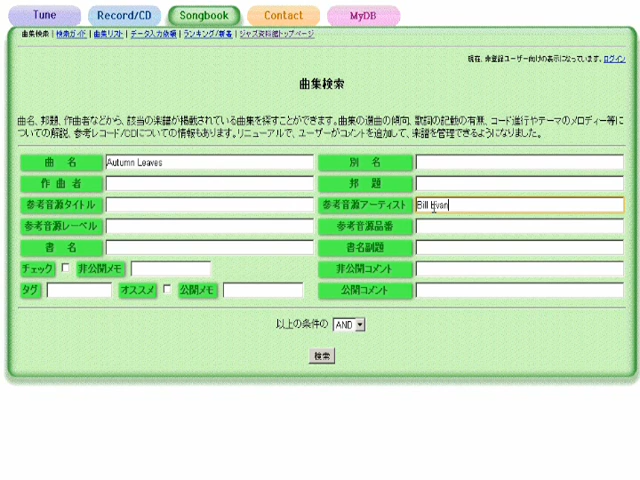 Tune Record/CD Songbook Contact MyDB
曲集検索 | 検索ガイド | 曲集リスト | データ入力依頼 | ランキング/新着 | ジャズ資料館トップページ
現在、未登録ユーザー向けの表示になっています。ログイン
曲集検索
曲名、邦題、作曲者などから、該当の楽譜が掲載されている曲集を探すことができます。曲集の選曲の傾向、歌詞の記載の有無、コード進行やテーマのメロディー等に
ついての解説、参考レコード/CDについての情報もあります。リニューアルで、ユーザーがコメントを追加して、楽譜を管理できるようになりました。
曲 名 Autumn Leaves 別 名
作 曲 者 邦 題
参考音源タイトル 参考音源アーティスト Bill Evan
参考音源レーベル 参考音源品番
書 名 書名副題
チェック 非公開メモ 非公開コメント
タグ オススメ 公開メモ 公開コメント
以上の条件の AND
検索